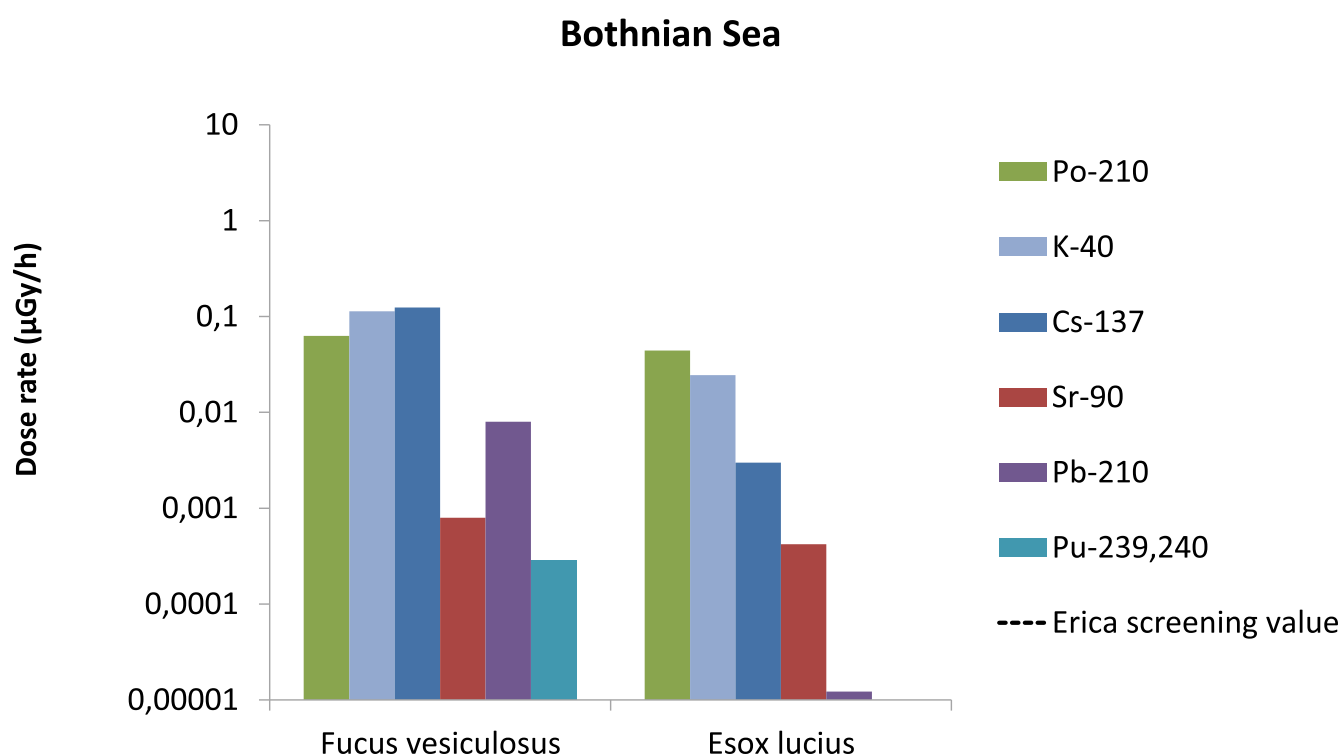 Bothnian Sea
Dose rate (µGy/h)
10
1
0,1
0,01
0,001
0,0001
0,00001
Fucus vesiculosus
Esox lucius
Po-210
K-40
Cs-137
Sr-90
Pb-210
Pu-239,240
Erica screening value